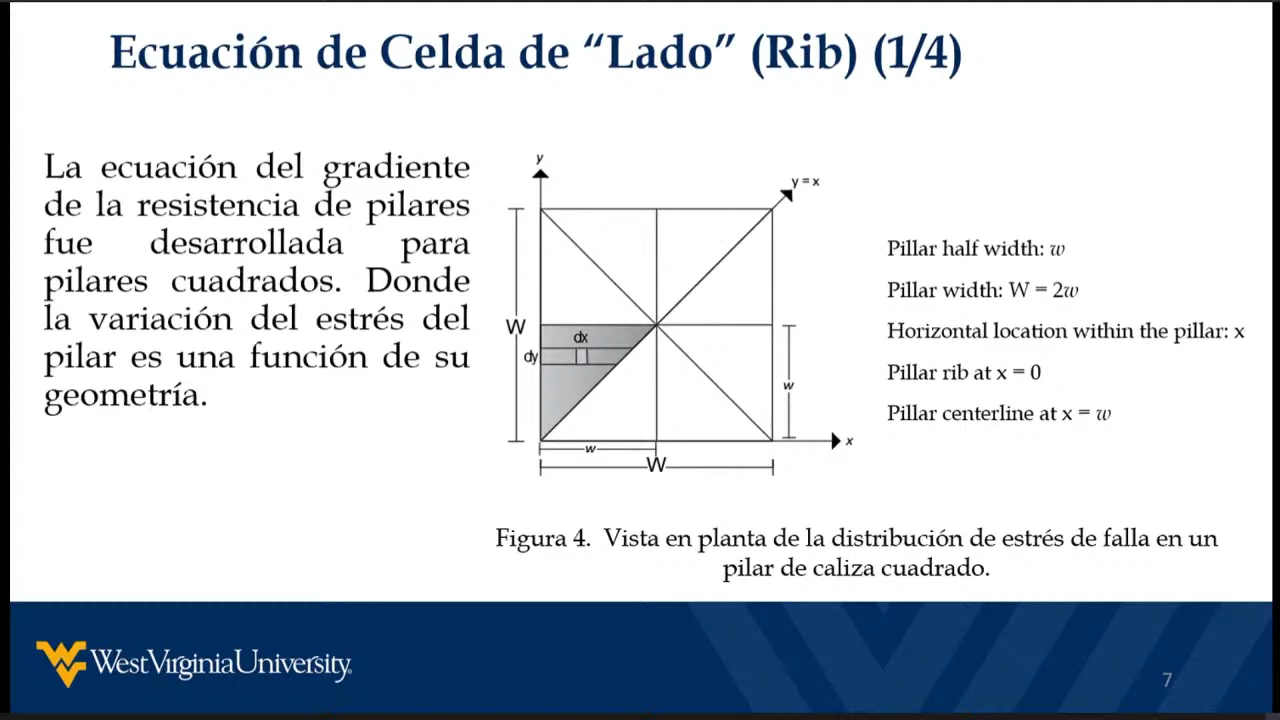 Ecuación de Celda de “Lado” (Rib) (1/4)
La ecuación del gradiente
de la resistencia de pilares
fue desarrollada para
pilares cuadrados. Donde
la variación del estrés del
pilar es una función de su
geometría.
y
y = x
W
dx
dy
w
x
w
W
Pillar half width: w
Pillar width: W = 2w
Horizontal location within the pillar: x
Pillar rib at x = 0
Pillar centerline at x = w
Figura 4. Vista en planta de la distribución de estrés de falla en un
pilar de caliza cuadrado.
WestVirginiaUniversity.
7